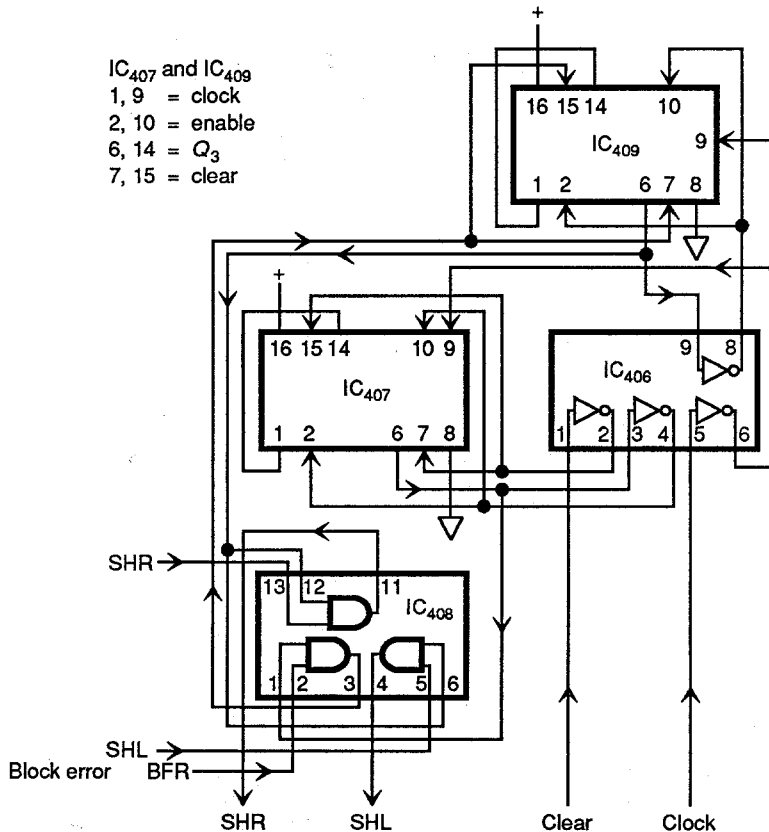 +
IC407 and IC409
1, 9 = clock
2, 10 = enable
6, 14 = Q3
7, 15 = clear
16 15 14 10
IC409 9
1 2 6 7 8
+
16 15 14 10 9
IC407
1 2 6 7 8
9 8
IC406
1 2 3 4 5 6
SHR
13 12 11
IC408
1 2 3 4 5 6
SHL
Block error BFR
SHR SHL Clear Clock